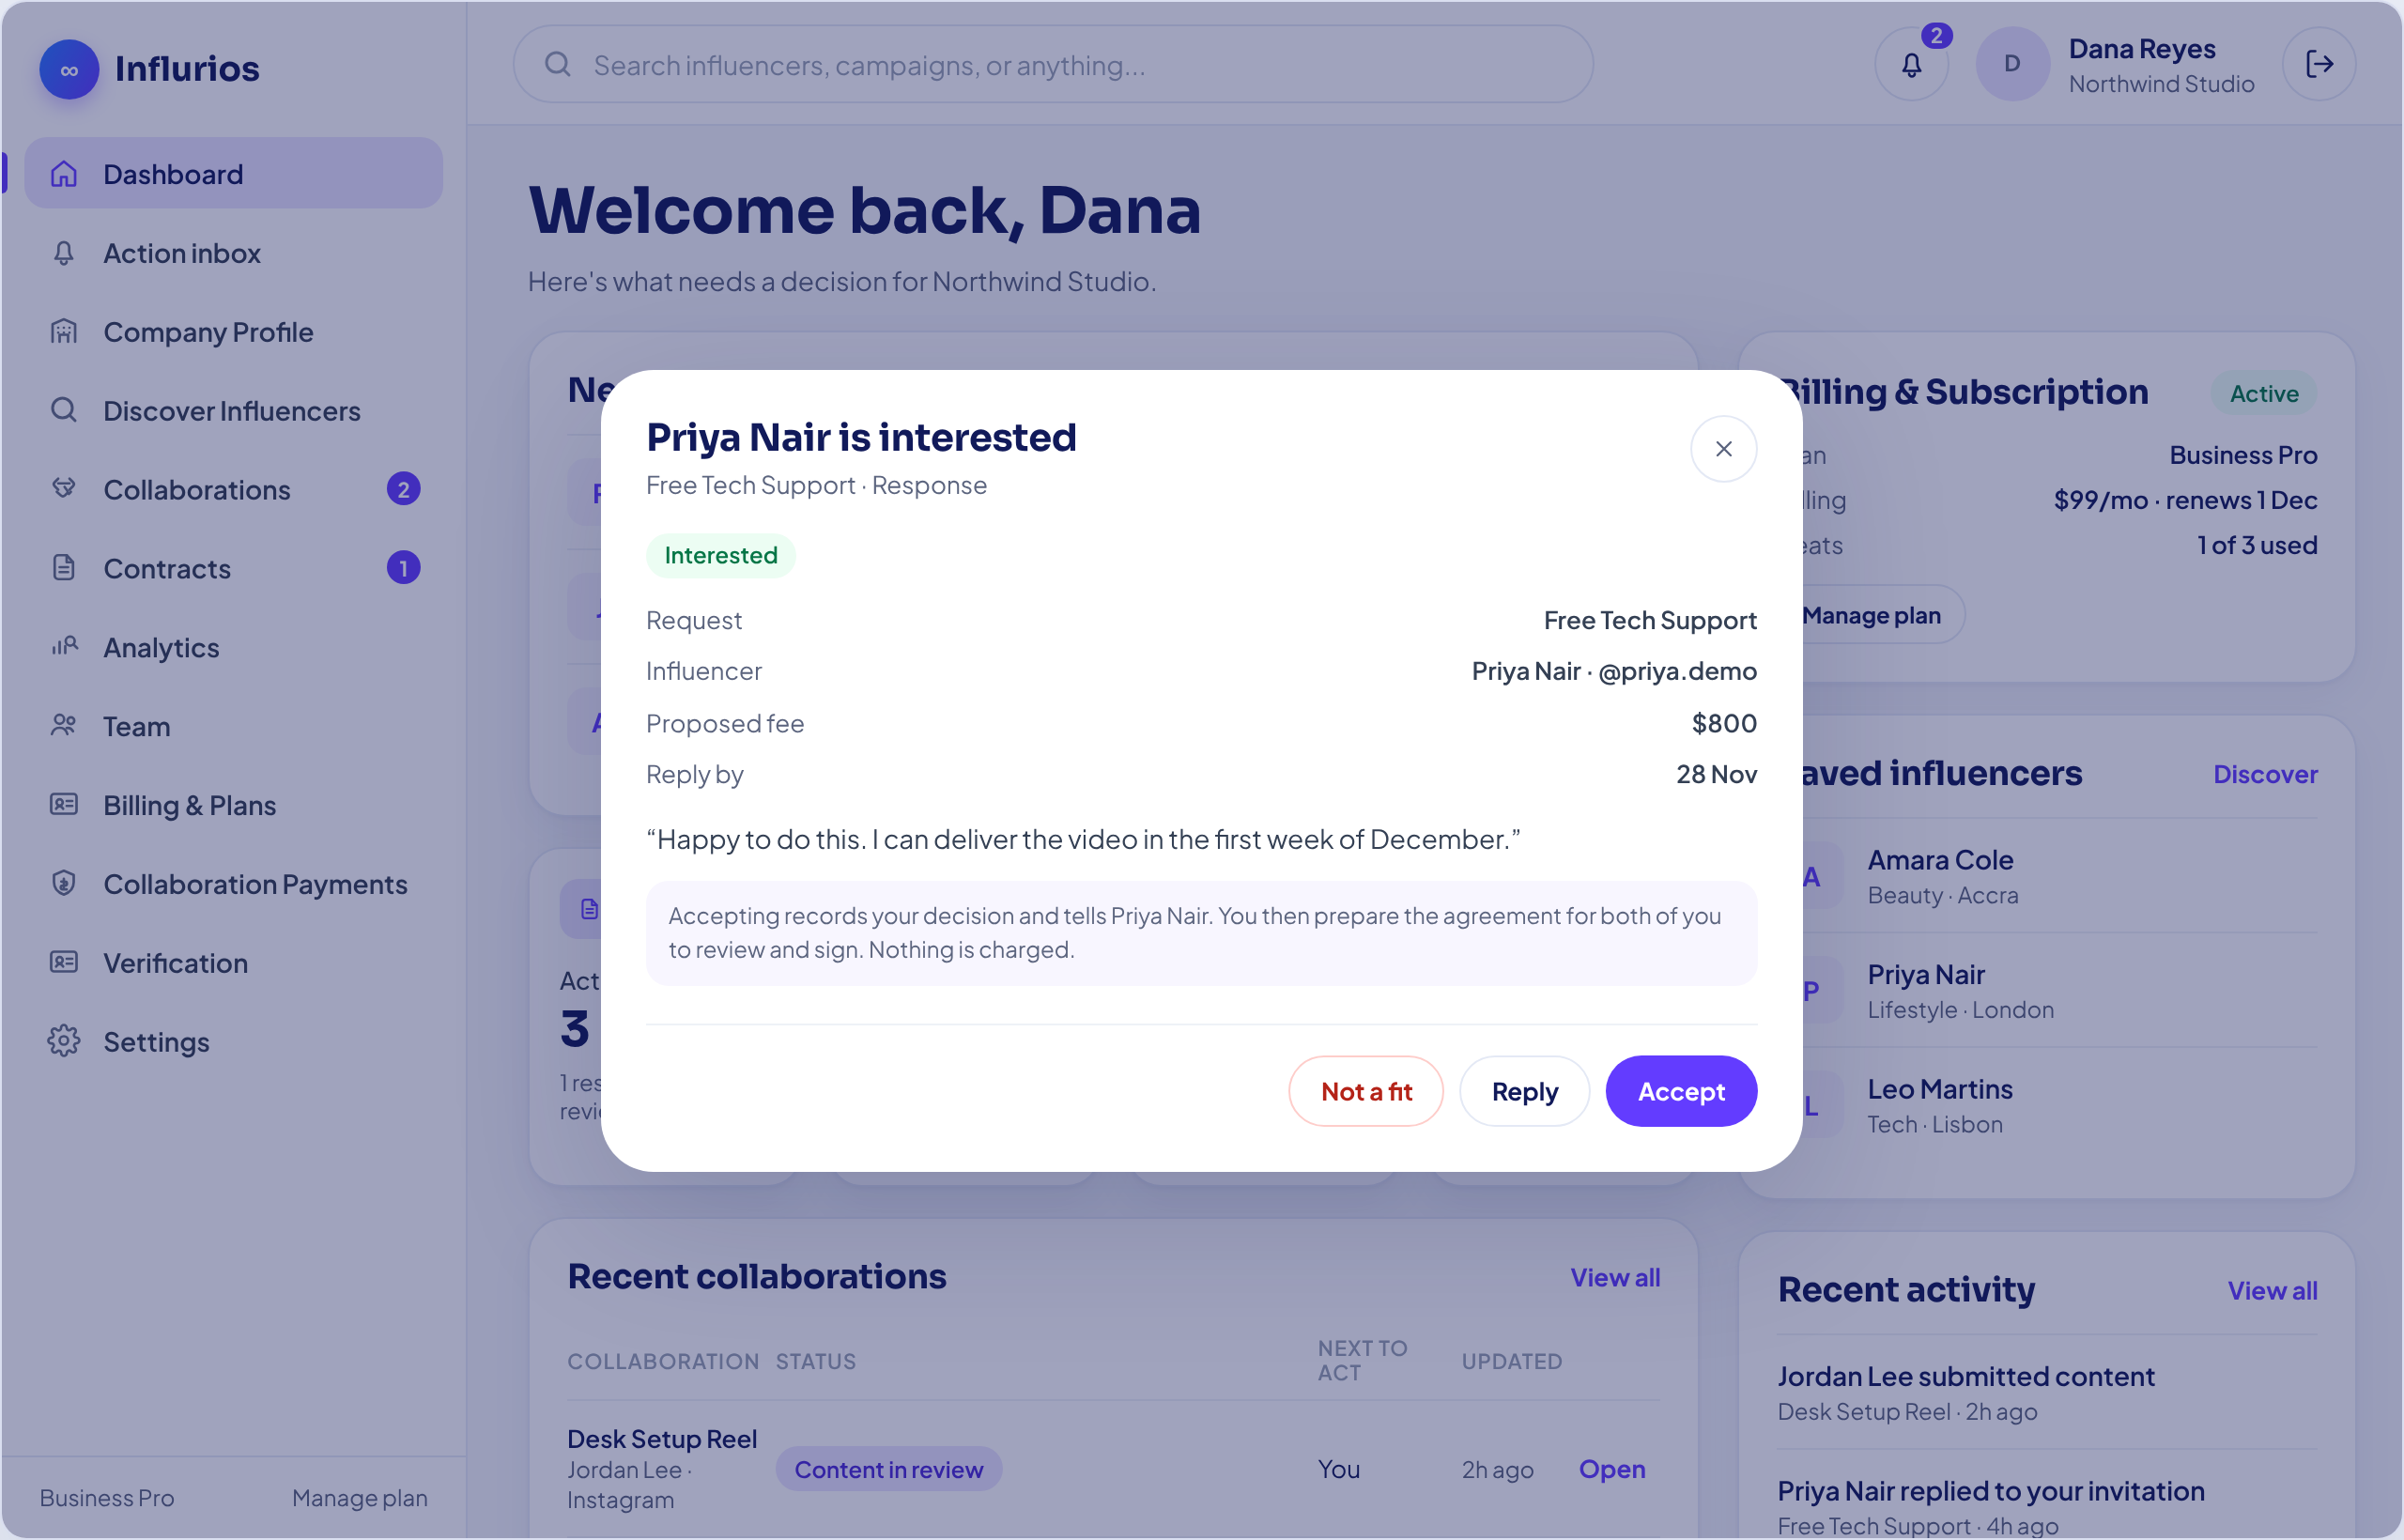 ∞ Influrios
Search influencers, campaigns, or anything...
2
D
Dana Reyes
Northwind Studio
Dashboard
Action inbox
Company Profile
Discover Influencers
Collaborations 2
Contracts 1
Analytics
Team
Billing & Plans
Collaboration Payments
Verification
Settings
Business Pro Manage plan
Welcome back, Dana
Here's what needs a decision for Northwind Studio.
Priya Nair is interested
Free Tech Support · Response
Interested
Request Free Tech Support
Influencer Priya Nair · @priya.demo
Proposed fee $800
Reply by 28 Nov
“Happy to do this. I can deliver the video in the first week of December.”
Accepting records your decision and tells Priya Nair. You then prepare the agreement for both of you
to review and sign. Nothing is charged.
Not a fit Reply Accept
3
Billing & Subscription Active
Business Pro
$99/mo · renews 1 Dec
1 of 3 used
Manage plan
influencers Discover
A
Amara Cole
Beauty · Accra
P
Priya Nair
Lifestyle · London
L
Leo Martins
Tech · Lisbon
Recent collaborations View all
COLLABORATION STATUS NEXT TO ACT UPDATED
Desk Setup Reel
Jordan Lee ·
Instagram
Content in review You 2h ago Open
Recent activity View all
Jordan Lee submitted content
Desk Setup Reel · 2h ago
Priya Nair replied to your invitation
Free Tech Support · 4h ago